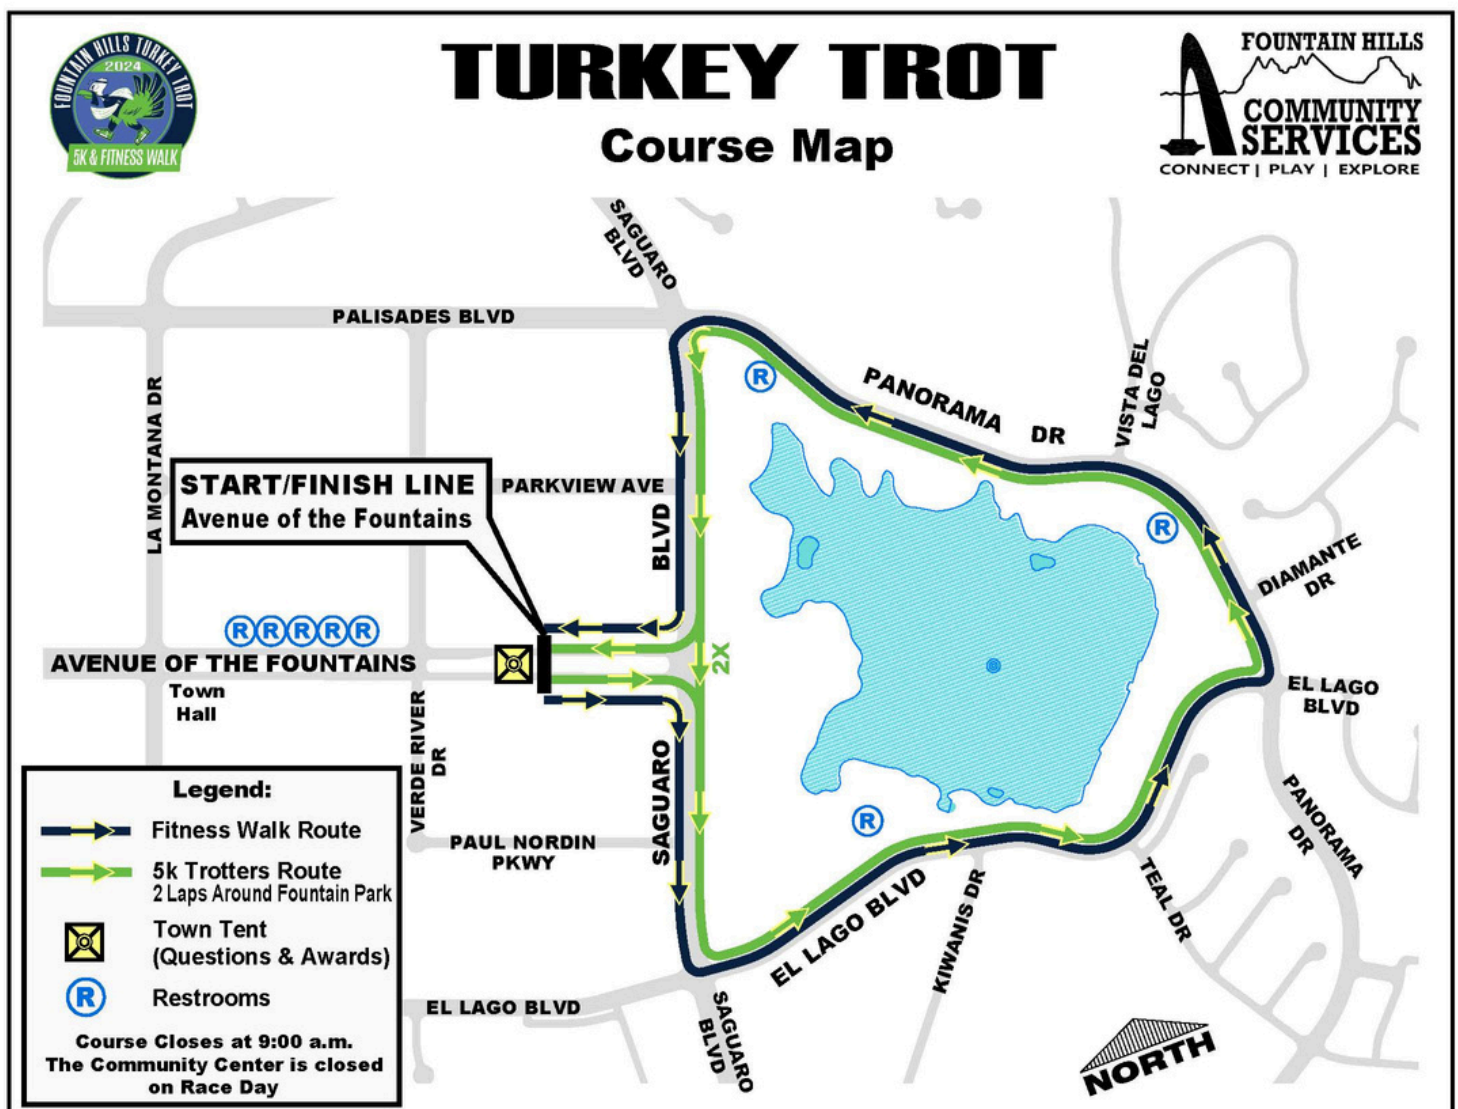 FOUNTAIN HILLS TURKEY TROT
2024
5K & FITNESS WALK
TURKEY TROT
Course Map
FOUNTAIN HILLS
COMMUNITY
SERVICES
CONNECT | PLAY | EXPLORE
SAGUARO
BLVD
PALISADES BLVD
LA MONTANA DR
R
PANORAMA DR
VISTA DEL
LAGO
START/FINISH LINE
Avenue of the Fountains
PARKVIEW AVE
BLVD
R
DIAMANTE
DR
R R R R R
AVENUE OF THE FOUNTAINS
Town
Hall
2X
EL LAGO
BLVD
VERDE RIVER
DR
SAGUARO
PAUL NORDIN
PKWY
R
PANORAMA
DR
EL LAGO BLVD
KIWANIS DR
TEAL DR
EL LAGO BLVD
SAGUARO
BLVD
NORTH
Legend:
Fitness Walk Route
5k Trotters Route
2 Laps Around Fountain Park
Town Tent
(Questions & Awards)
R Restrooms
Course Closes at 9:00 a.m.
The Community Center is closed
on Race Day